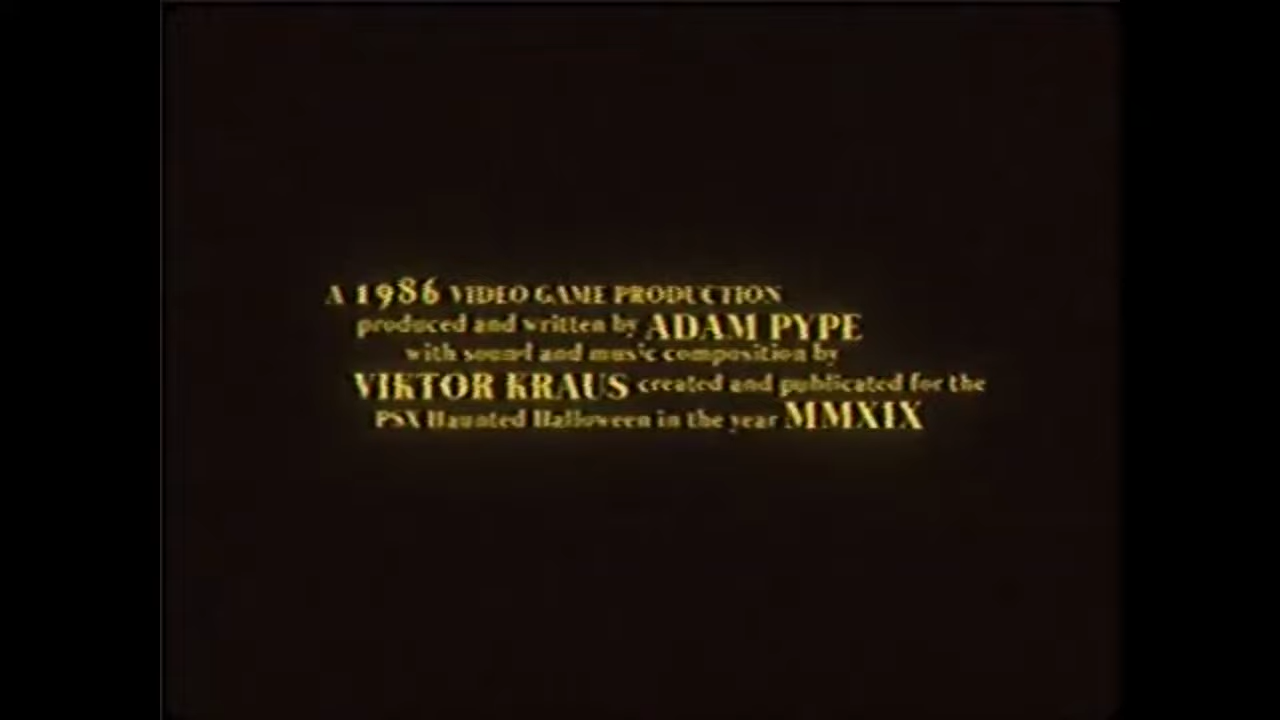 A 1986 VIDEO GAME PRODUCTION
produced and written by ADAM PYPE
with sound and music composition by
VIKTOR KRAUS created and publicated for the
PSX Haunted Halloween in the year MMXIX